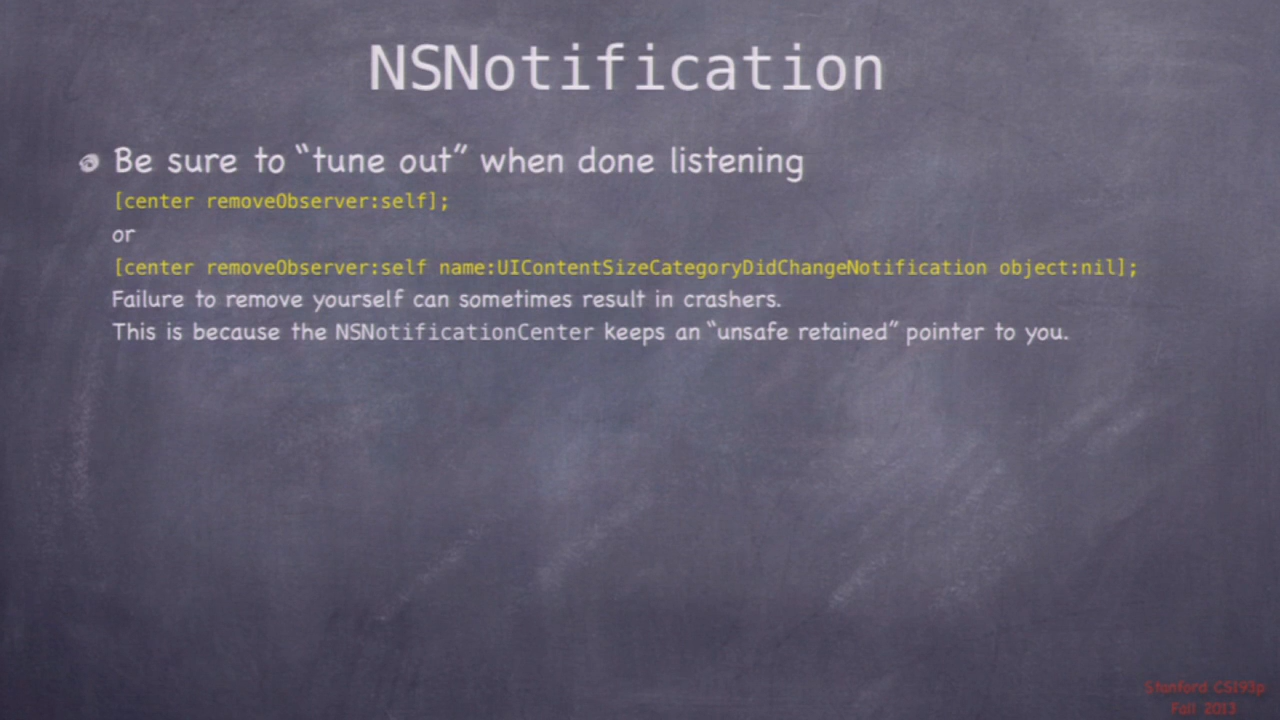 NSNotification
Be sure to “tune out” when done listening
[center removeObserver:self];
or
[center removeObserver:self name:UIContentSizeCategoryDidChangeNotification object:nil];
Failure to remove yourself can sometimes result in crashers.
This is because the NSNotificationCenter keeps an “unsafe retained” pointer to you.
Stanford CS193p
Fall 2013